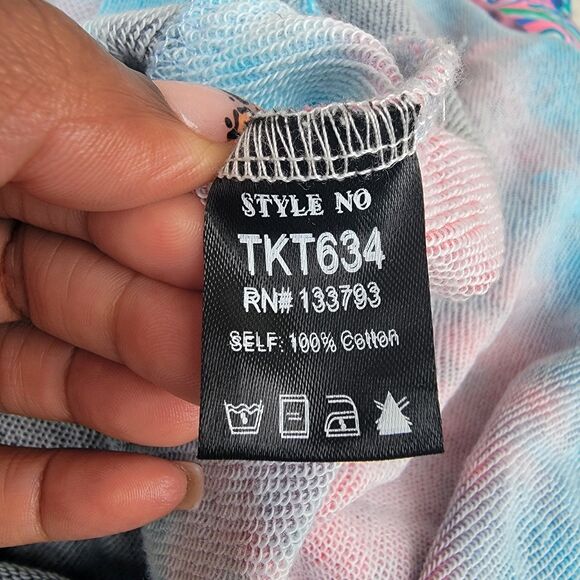 STYLE NO
TKT634
RN# 133793
SELF: 100% Cotton